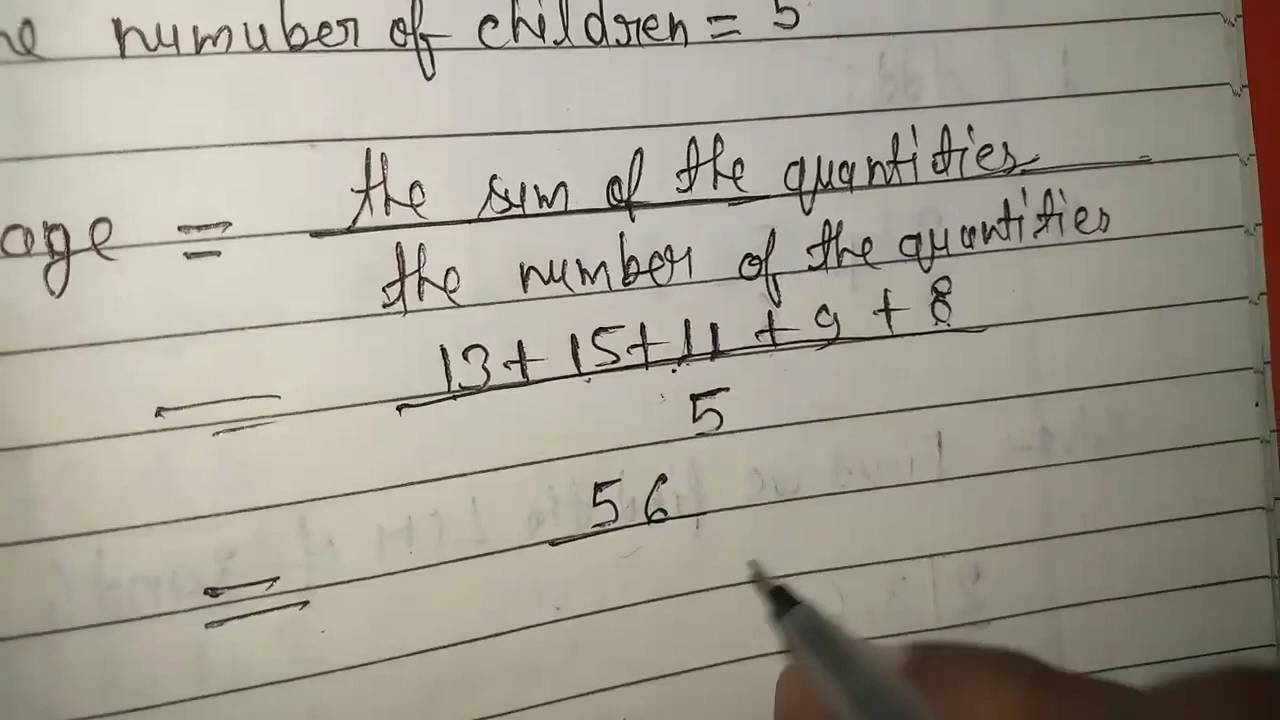 numuber of children = 5
the sum of the quantities
age =
the number of the quantities
= 13 + 15 + 11 + 9 + 8
5
56
=